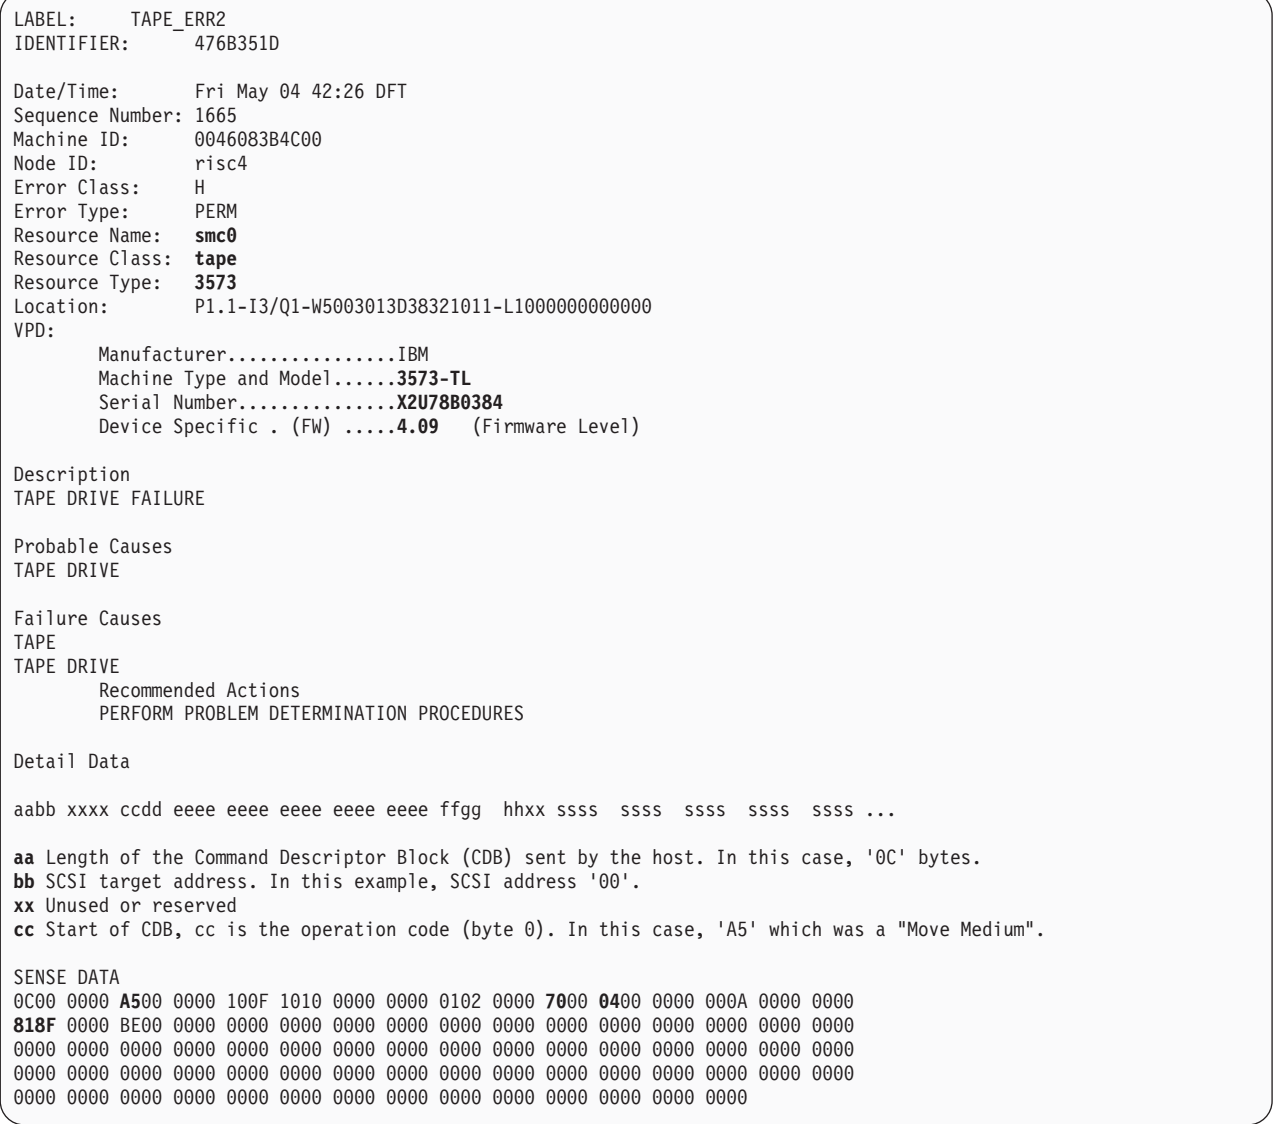 LABEL: TAPE_ERR2
IDENTIFIER: 476B351D
Date/Time: Fri May 04 42:26 DFT
Sequence Number: 1665
Machine ID: 0046083B4C00
Node ID: risc4
Error Class: H
Error Type: PERM
Resource Name: smc0
Resource Class: tape
Resource Type: 3573
Location: P1.1-I3/Q1-W5003013D38321011-L1000000000000
VPD:
Manufacturer................IBM
Machine Type and Model......3573-TL
Serial Number...............X2U78B0384
Device Specific . (FW) .....4.09 (Firmware Level)
Description
TAPE DRIVE FAILURE
Probable Causes
TAPE DRIVE
Failure Causes
TAPE
TAPE DRIVE
Recommended Actions
PERFORM PROBLEM DETERMINATION PROCEDURES
Detail Data
aabb xxxx ccdd eeee eeee eeee eeee eeee ffgg hhxx ssss ssss ssss ssss ssss ...
aa Length of the Command Descriptor Block (CDB) sent by the host. In this case, '0C' bytes.
bb SCSI target address. In this example, SCSI address '00'.
xx Unused or reserved
cc Start of CDB, cc is the operation code (byte 0). In this case, 'A5' which was a "Move Medium".
SENSE DATA
0C00 0000 A500 0000 100F 1010 0000 0000 0102 0000 7000 0400 0000 000A 0000 0000
818F 0000 BE00 0000 0000 0000 0000 0000 0000 0000 0000 0000 0000 0000 0000 0000
0000 0000 0000 0000 0000 0000 0000 0000 0000 0000 0000 0000 0000 0000 0000 0000
0000 0000 0000 0000 0000 0000 0000 0000 0000 0000 0000 0000 0000 0000 0000 0000
0000 0000 0000 0000 0000 0000 0000 0000 0000 0000 0000 0000 0000 0000